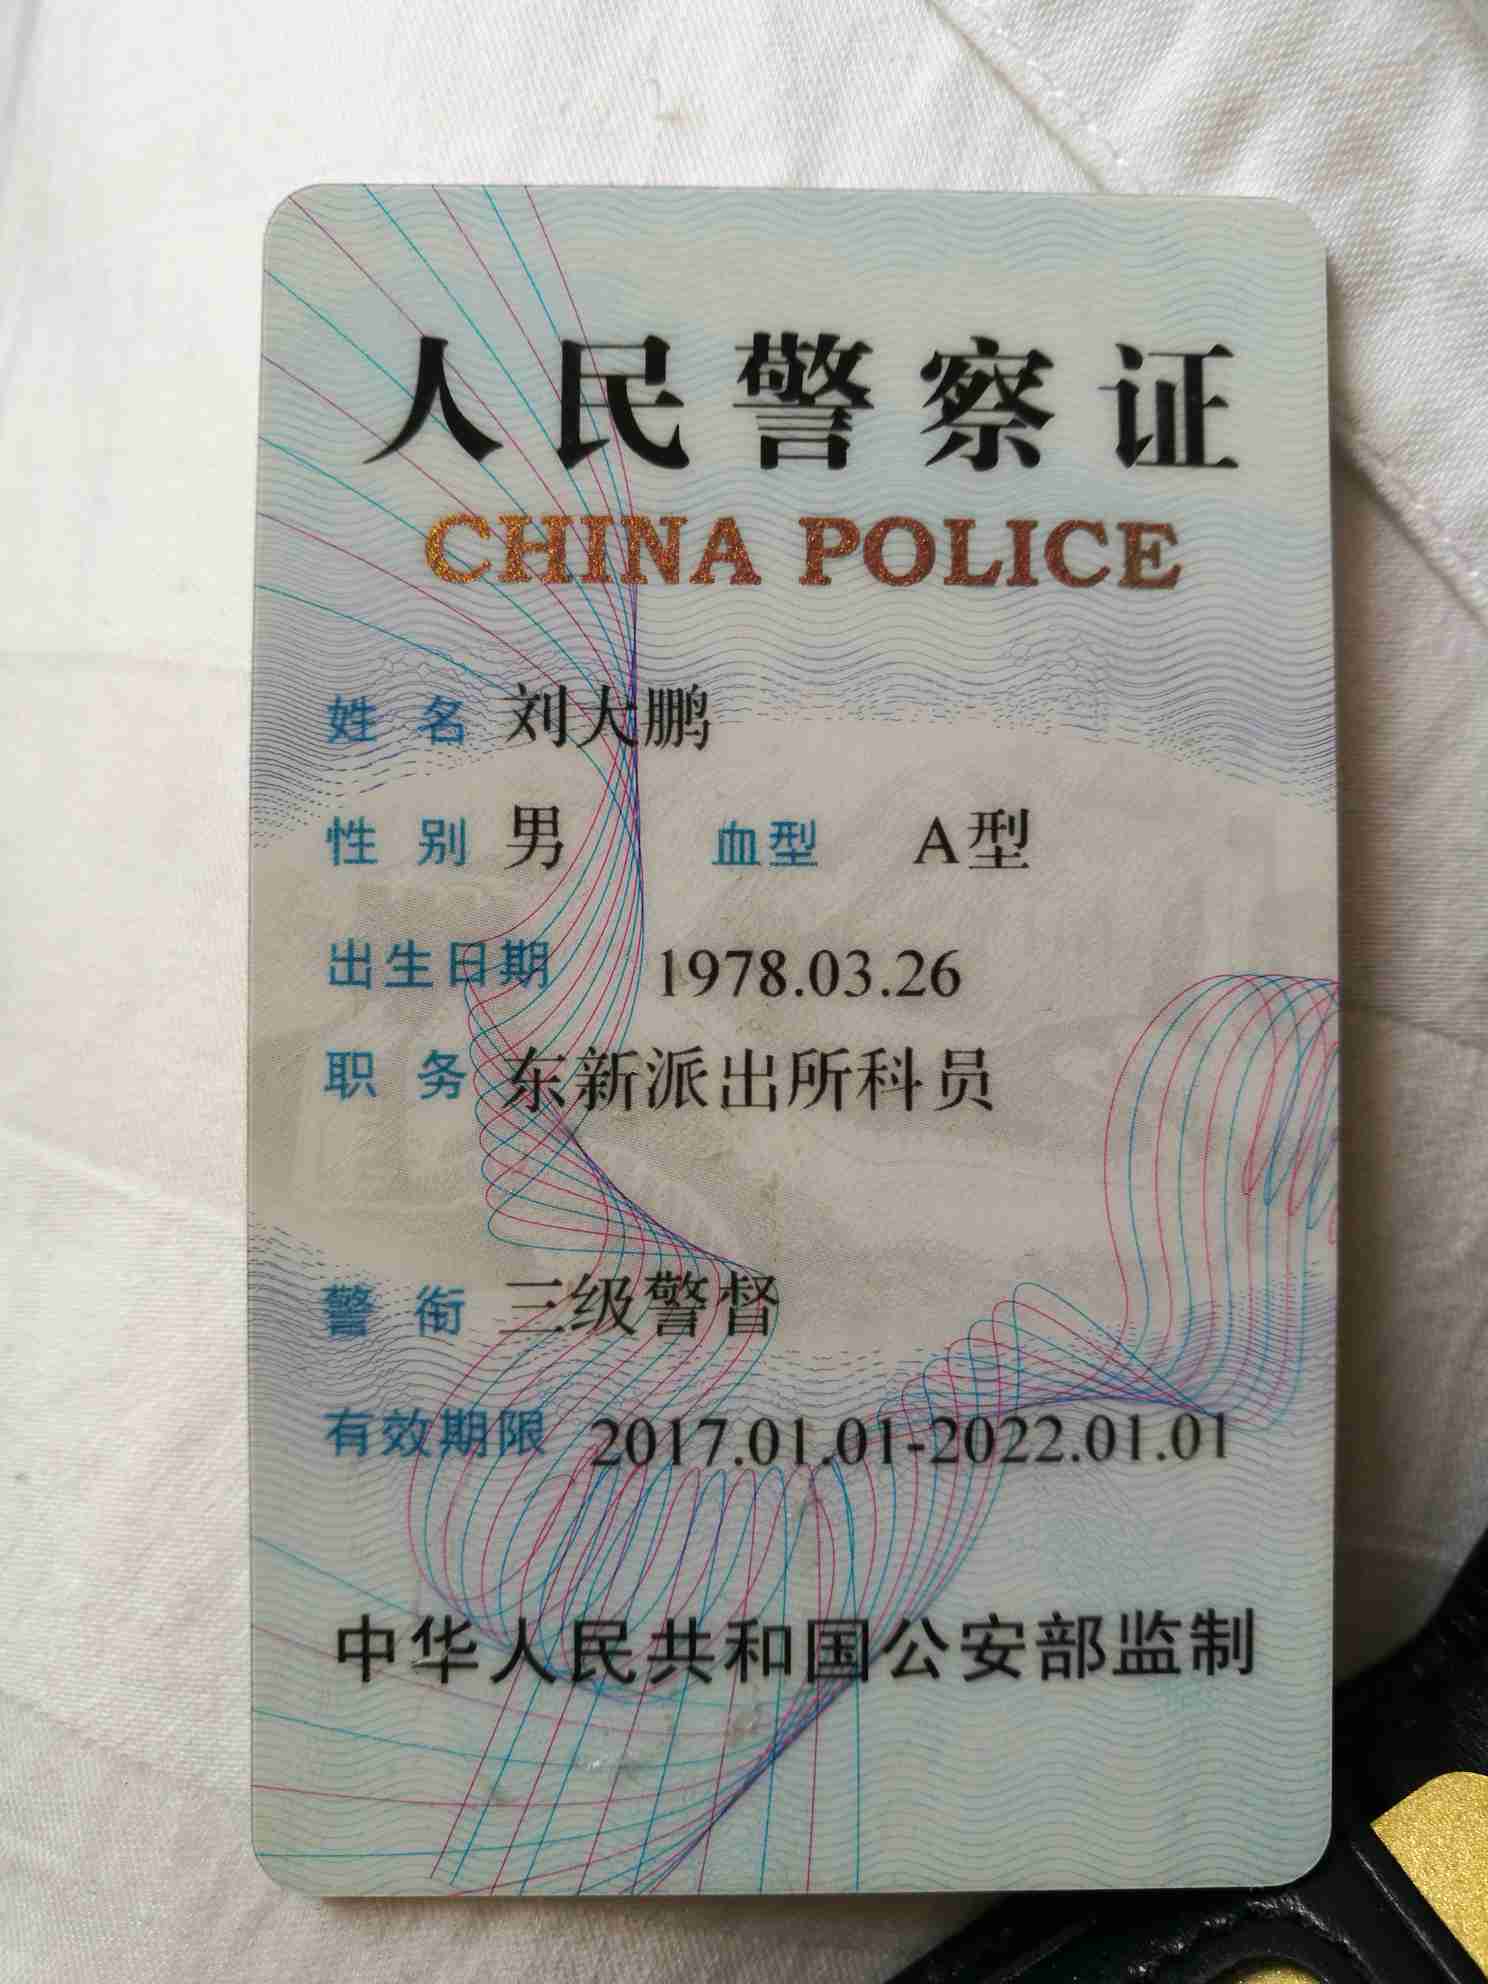 人民警察证
CHINA POLICE
姓名 刘大鹏
性别 男 血型 A型
出生日期 1978.03.26
职务 东新派出所科员
警衔 三级警督
有效期限 2017.01.01-2022.01.01
中华人民共和国公安部监制